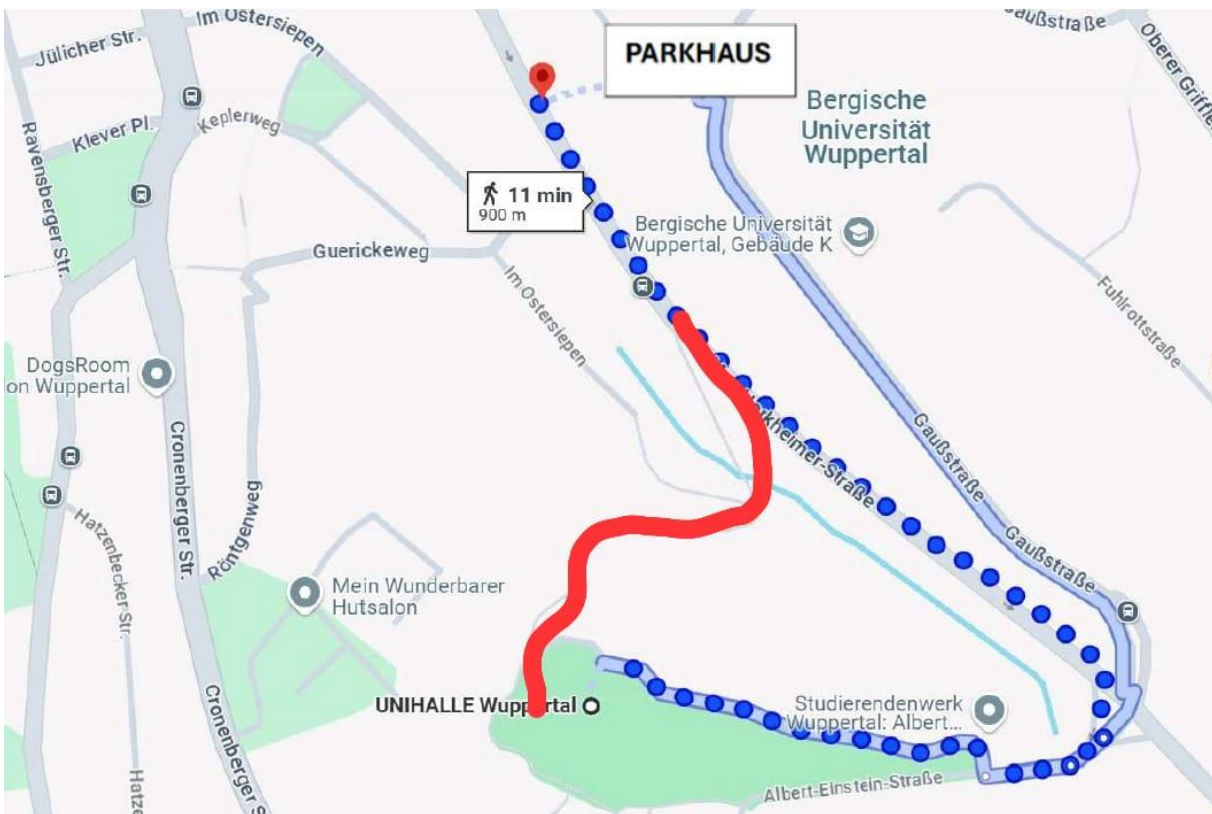 Jülicher Str.
Im Ostersiepen
Gaußstraße
PARKHAUS
Klever Pl.
Keplerweg
Bergische
Universität
Wuppertal
Ravensberger Str.
11 min
900 m
Bergische Universität
Wuppertal, Gebäude K
Guerickeweg
Im Ostersiepen
Fuhlrottstraße
DogsRoom
on Wuppertal
Cronenberger Str.
Gaußstraße
Röntgenweg
Hatzenbecker Str.
Gaußstraße
Mein Wunderbarer
Hutsalon
UNIHALLE Wuppertal
Studierendenwerk
Wuppertal: Albert...
Cronenberger S
Hatze
Albert-Einstein-Straße